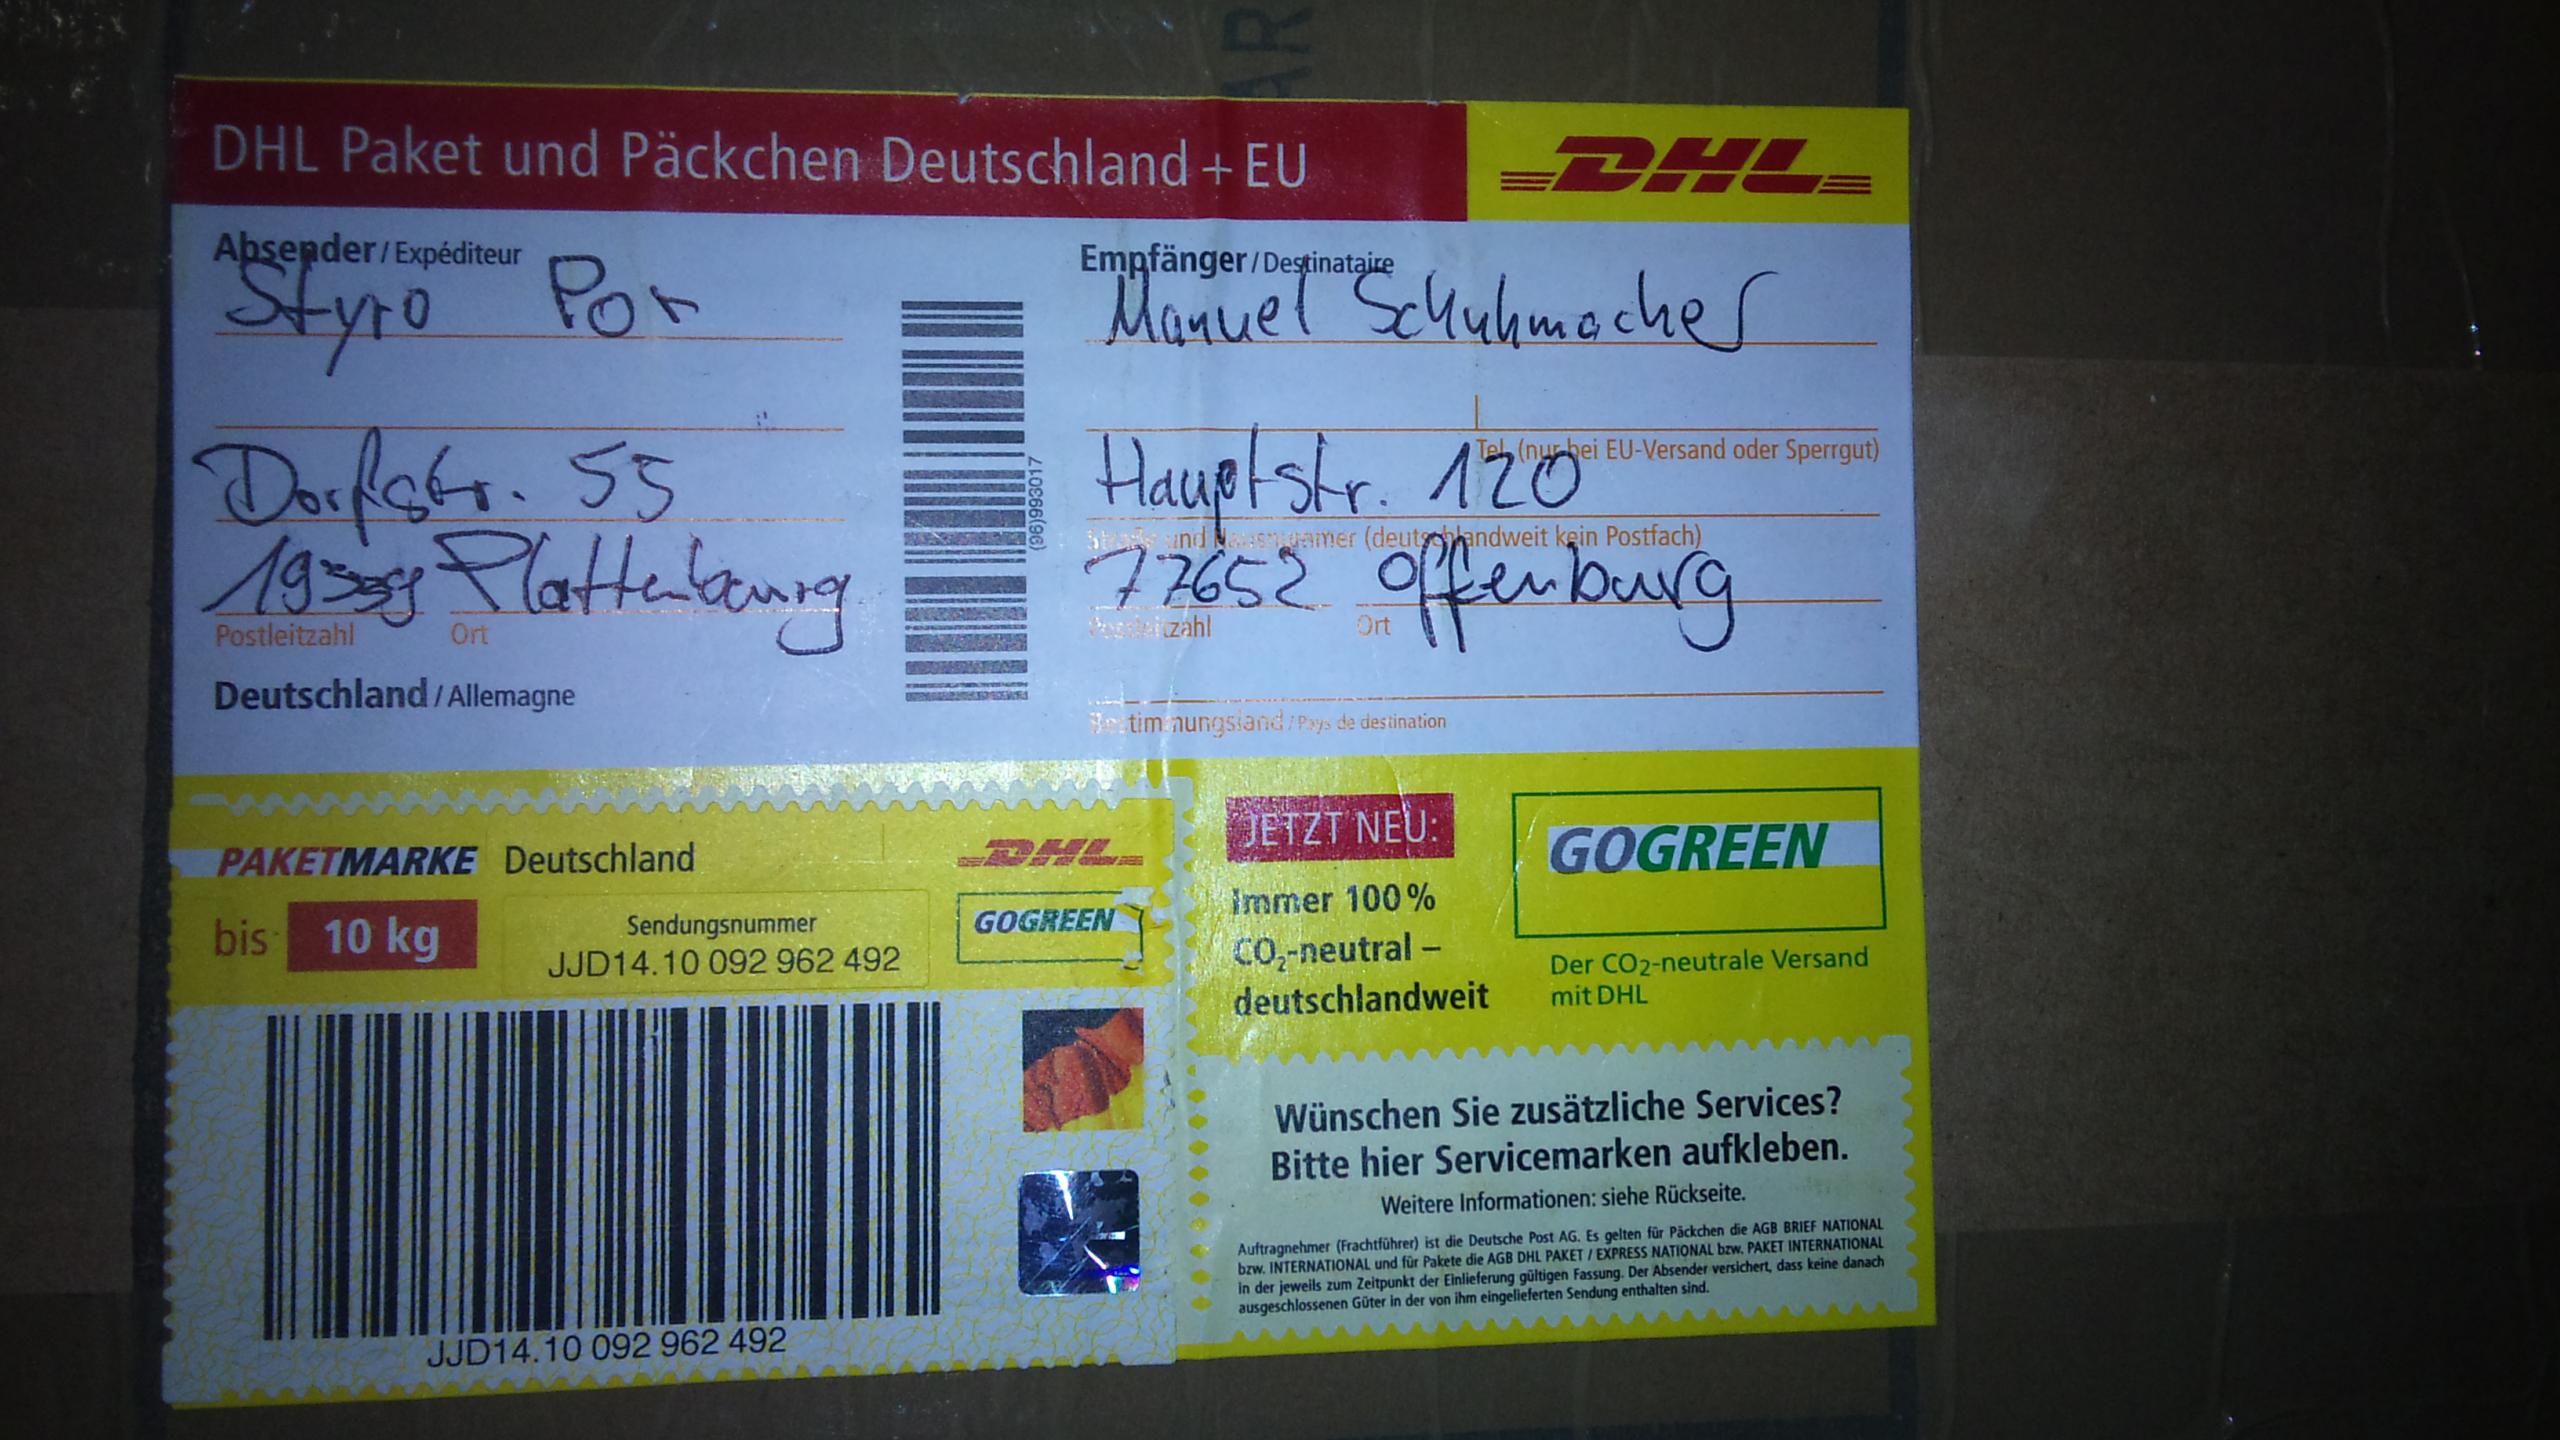 AR
DHL Paket und Päckchen Deutschland + EU
DHL
Absender / Expéditeur
Styro Por
Dorfstr. 55
19339 Plattenburg
Postleitzahl Ort
Deutschland / Allemagne
(96)993017
Empfänger / Destinataire
Manuel Schuhmacher
Tel. (nur bei EU-Versand oder Sperrgut)
Hauptstr. 120
Straße und Hausnummer (deutschlandweit kein Postfach)
77652 Offenburg
Postleitzahl Ort
Bestimmungsland / Pays de destination
PAKETMARKE Deutschland
DHL
bis 10 kg
Sendungsnummer
JJD14.10 092 962 492
GOGREEN
JJD14.10 092 962 492
JETZT NEU:
Immer 100 %
CO₂-neutral –
deutschlandweit
GOGREEN
Der CO₂-neutrale Versand
mit DHL
Wünschen Sie zusätzliche Services?
Bitte hier Servicemarken aufkleben.
Weitere Informationen: siehe Rückseite.
Auftragnehmer (Frachtführer) ist die Deutsche Post AG. Es gelten für Päckchen die AGB BRIEF NATIONAL
bzw. INTERNATIONAL und für Pakete die AGB DHL PAKET / EXPRESS NATIONAL bzw. PAKET INTERNATIONAL
in der jeweils zum Zeitpunkt der Einlieferung gültigen Fassung. Der Absender versichert, dass keine danach
ausgeschlossenen Güter in der von ihm eingelieferten Sendung enthalten sind.